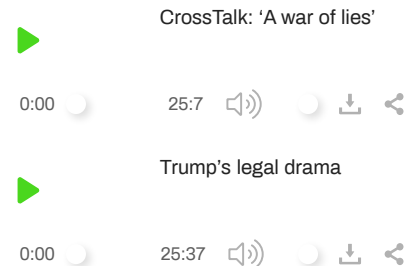 CrossTalk: ‘A war of lies’
0:00 25:7
Trump’s legal drama
0:00 25:37